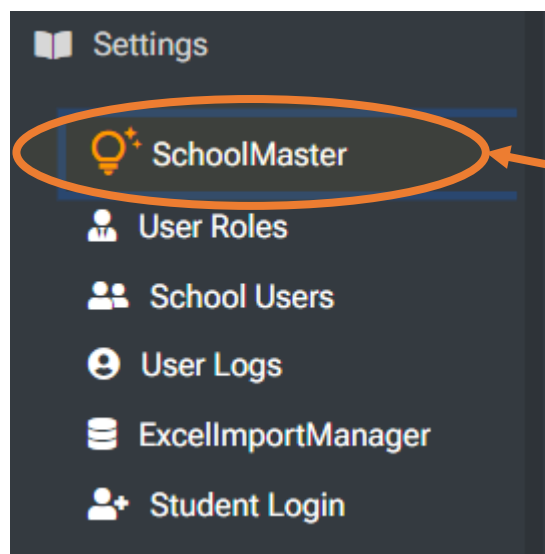 Settings
SchoolMaster
User Roles
School Users
User Logs
ExcelImportManager
Student Login